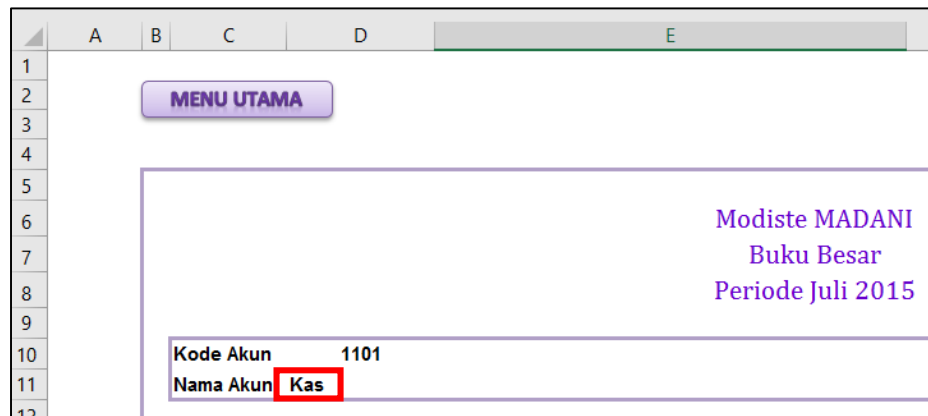 A B C D E
1
2 MENU UTAMA
3
4
5
6 Modiste MADANI
7 Buku Besar
8 Periode Juli 2015
9
10 Kode Akun 1101
11 Nama Akun Kas
12